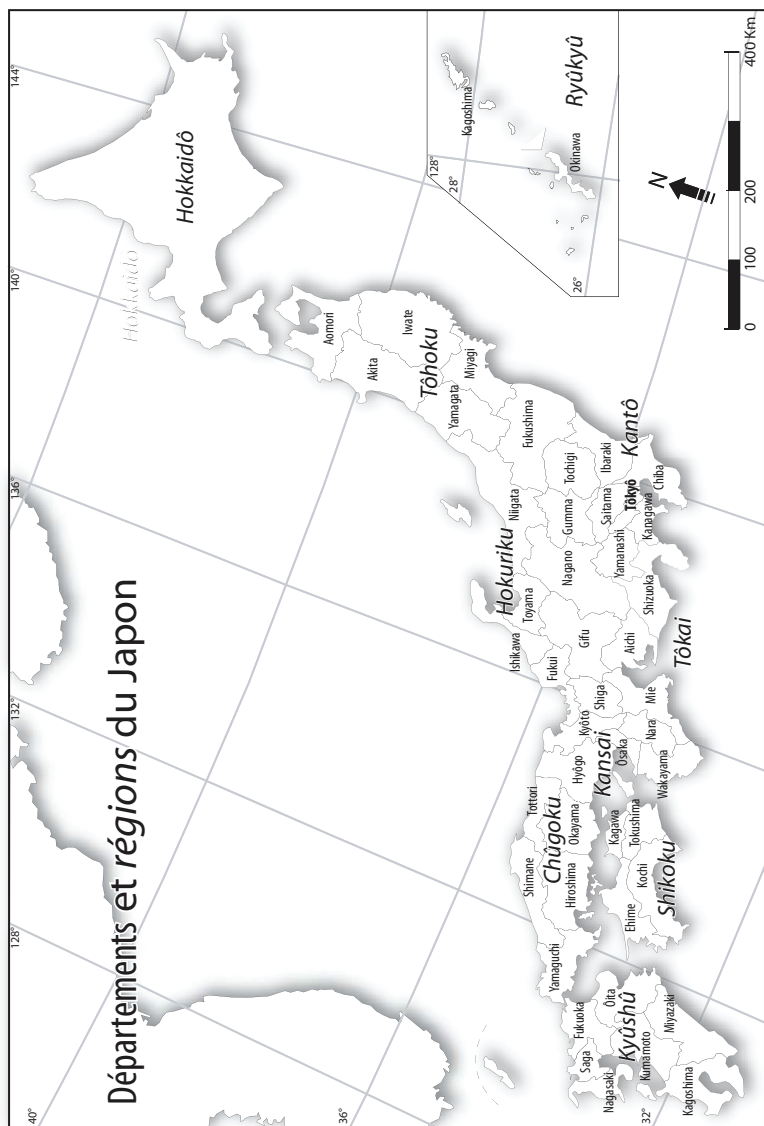 Départements et régions du Japon
128°
132°
136°
140°
144°
40°
36°
32°
Hokkaido
Hokkaidô
Aomori
Akita
Iwate
Tôhoku
Yamagata
Miyagi
Fukushima
Niigata
Hokuriku
Toyama
Ishikawa
Fukui
Nagano
Gifu
Gumma
Tochigi
Ibaraki
Saitama
Kantô
Tôkyô
Chiba
Kanagawa
Yamanashi
Shizuoka
Aichi
Tôkai
Shiga
Mie
Kyôto
Nara
Kansai
Osaka
Hyôgo
Wakayama
Tottori
Okayama
Chûgoku
Shimane
Hiroshima
Yamaguchi
Kagawa
Tokushima
Kochi
Ehime
Shikoku
Fukuoka
Saga
Nagasaki
Ôita
Kyûshû
Kumamoto
Miyazaki
Kagoshima
128°
28°
26°
Kagoshima
Okinawa
Ryûkyû
N
0 100 200 400 Km